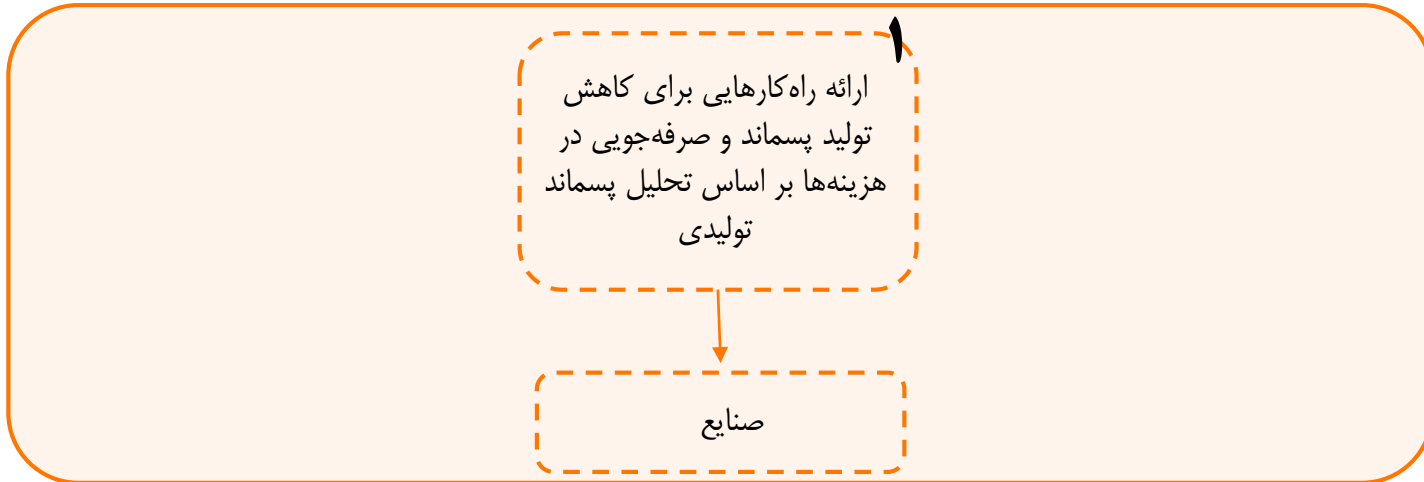 ۱
ارائه راه‌کارهایی برای کاهش
تولید پسماند و صرفه‌جویی در
هزینه‌ها بر اساس تحلیل پسماند
تولیدی
صنایع